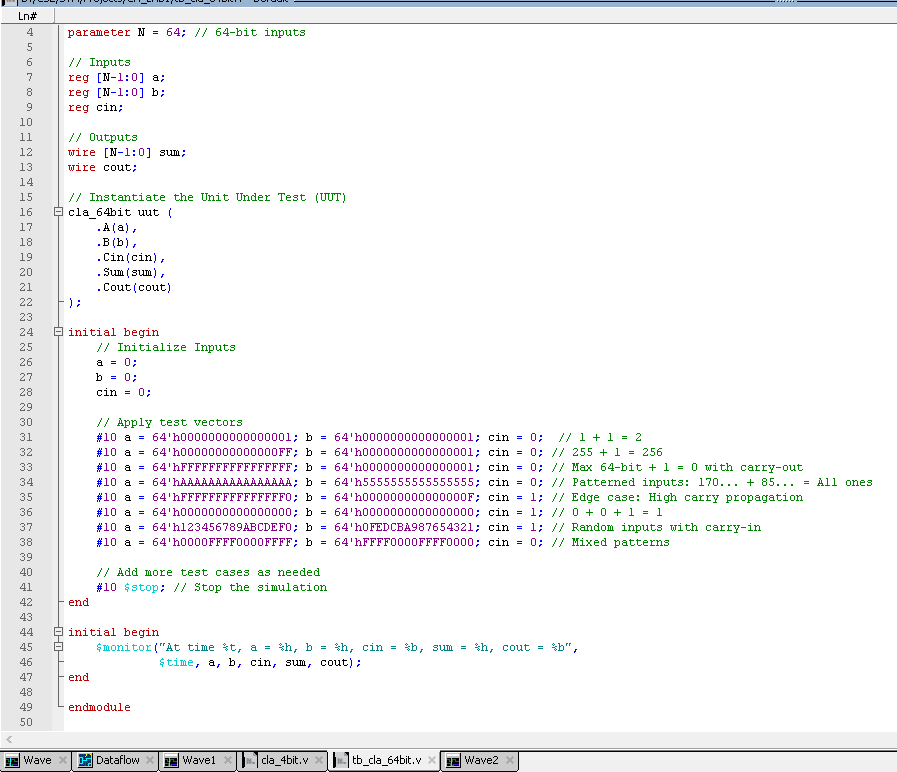 Ln#
4 parameter N = 64; // 64-bit inputs
5
6 // Inputs
7 reg [N-1:0] a;
8 reg [N-1:0] b;
9 reg cin;
10
11 // Outputs
12 wire [N-1:0] sum;
13 wire cout;
14
15 // Instantiate the Unit Under Test (UUT)
16 cla_64bit uut (
17 .A(a),
18 .B(b),
19 .Cin(cin),
20 .Sum(sum),
21 .Cout(cout)
22 );
23
24 initial begin
25 // Initialize Inputs
26 a = 0;
27 b = 0;
28 cin = 0;
29
30 // Apply test vectors
31 #10 a = 64'h0000000000000001; b = 64'h0000000000000001; cin = 0; // 1 + 1 = 2
32 #10 a = 64'h00000000000000FF; b = 64'h0000000000000001; cin = 0; // 255 + 1 = 256
33 #10 a = 64'hFFFFFFFFFFFFFFFF; b = 64'h0000000000000001; cin = 0; // Max 64-bit + 1 = 0 with carry-out
34 #10 a = 64'hAAAAAAAAAAAAAAAA; b = 64'h5555555555555555; cin = 0; // Patterned inputs: 170... + 85... = All ones
35 #10 a = 64'hFFFFFFFFFFFFFFF0; b = 64'h000000000000000F; cin = 1; // Edge case: High carry propagation
36 #10 a = 64'h0000000000000000; b = 64'h0000000000000000; cin = 1; // 0 + 0 + 1 = 1
37 #10 a = 64'h123456789ABCDEF0; b = 64'h0FEDCBA987654321; cin = 1; // Random inputs with carry-in
38 #10 a = 64'h0000FFFF0000FFFF; b = 64'hFFFF0000FFFF0000; cin = 0; // Mixed patterns
39
40 // Add more test cases as needed
41 #10 $stop; // Stop the simulation
42 end
43
44 initial begin
45 $monitor("At time %t, a = %h, b = %h, cin = %b, sum = %h, cout = %b",
46 $time, a, b, cin, sum, cout);
47 end
48
49 endmodule
50
Wave Dataflow Wave1 cla_4bit.v tb_cla_64bit.v Wave2